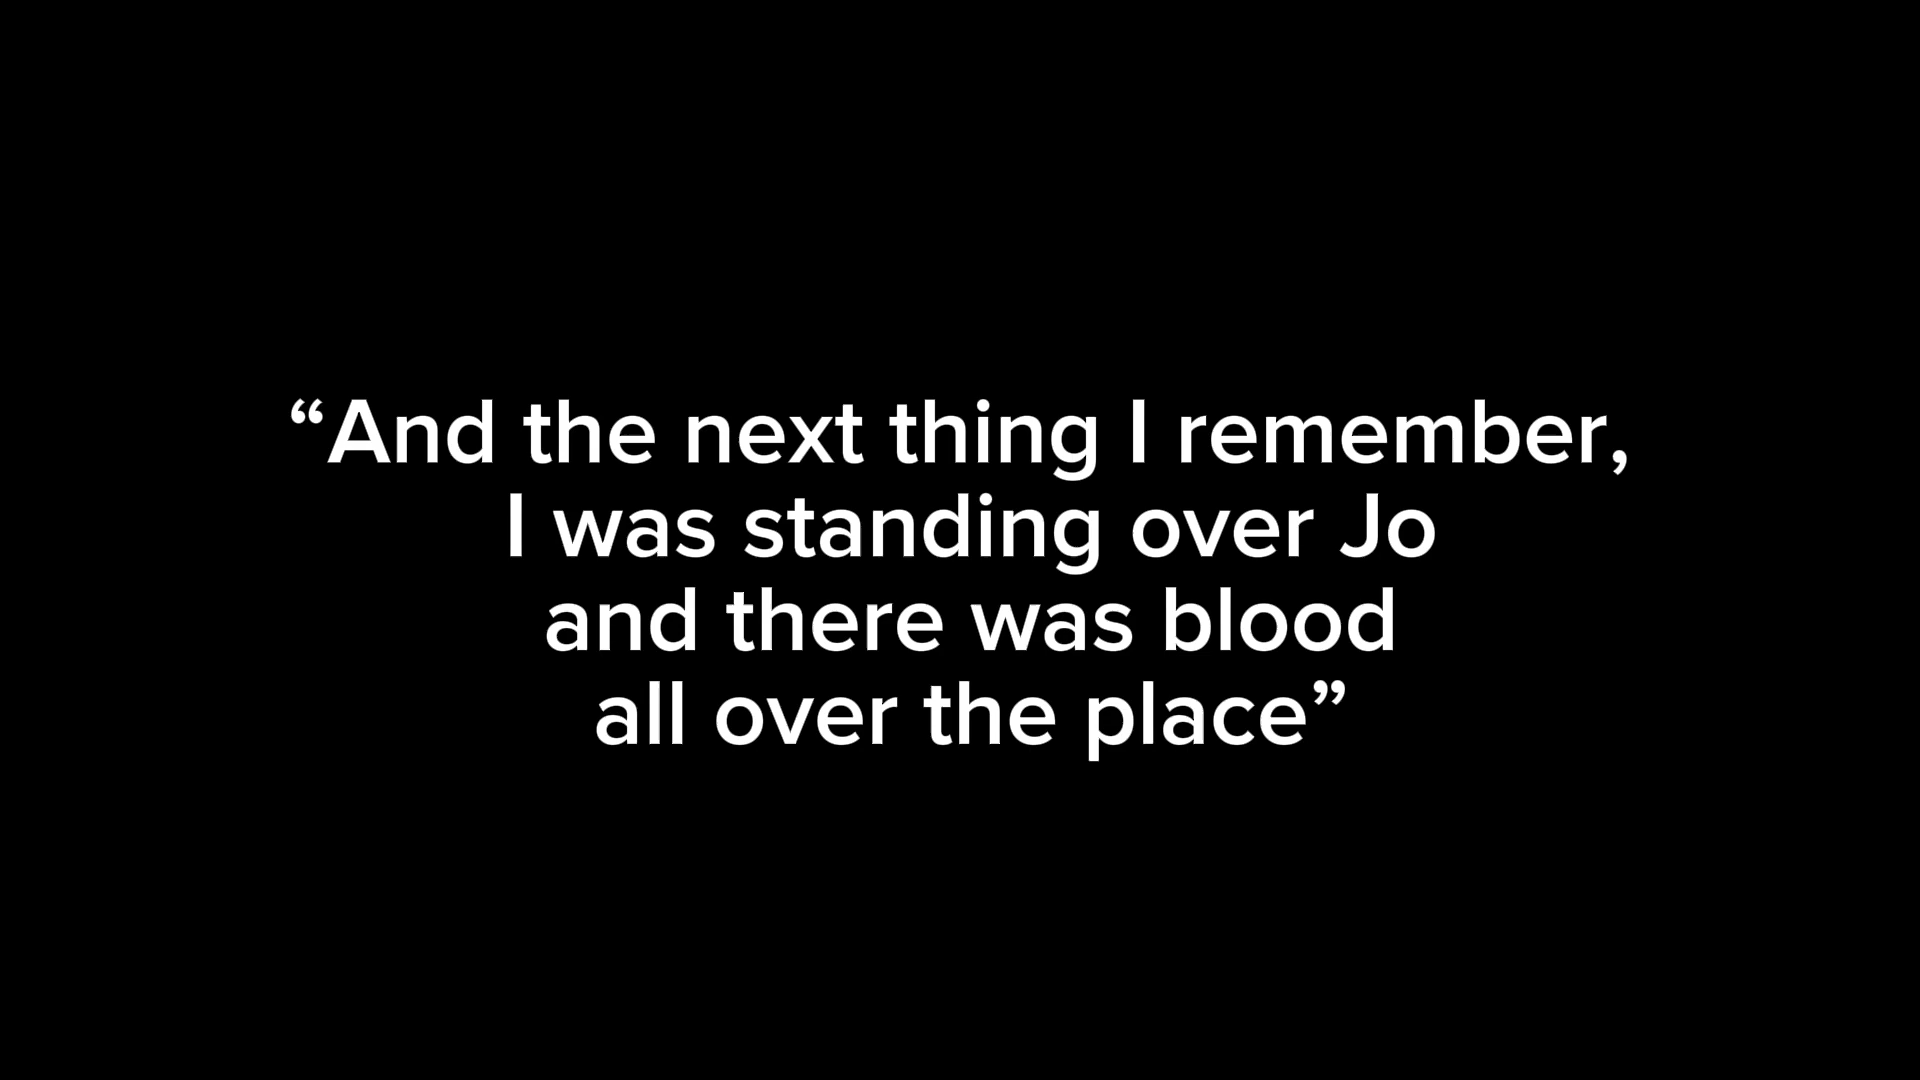 “And the next thing I remember,
I was standing over Jo
and there was blood
all over the place”